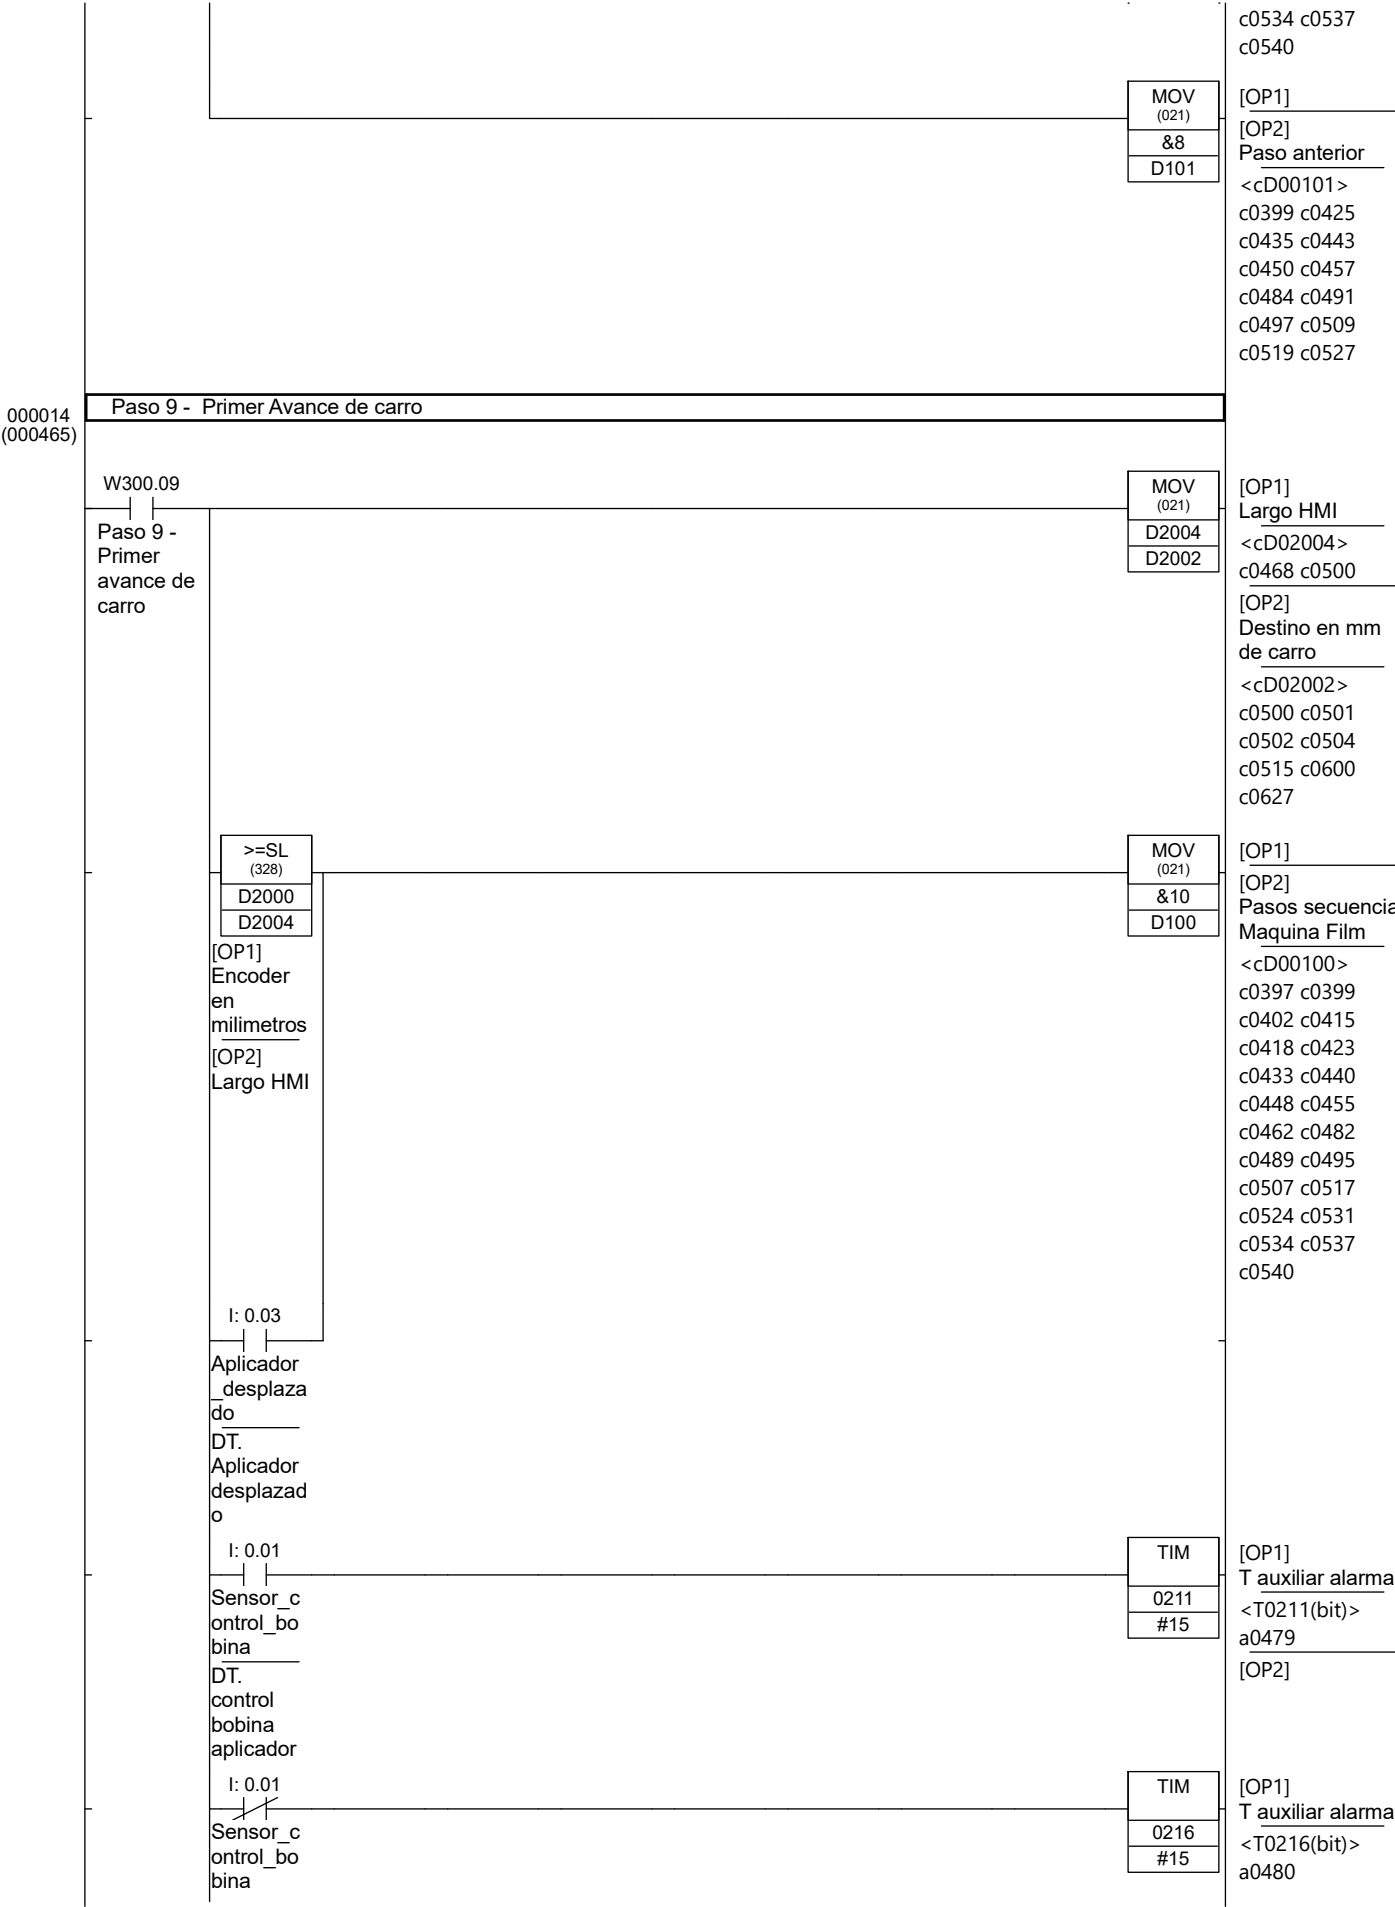 c0534 c0537
c0540
MOV
(021)
&8
D101
[OP1]
[OP2]
Paso anterior
<cD00101>
c0399 c0425
c0435 c0443
c0450 c0457
c0484 c0491
c0497 c0509
c0519 c0527
000014
(000465)
Paso 9 - Primer Avance de carro
W300.09
Paso 9 -
Primer
avance de
carro
MOV
(021)
D2004
D2002
[OP1]
Largo HMI
<cD02004>
c0468 c0500
[OP2]
Destino en mm
de carro
<cD02002>
c0500 c0501
c0502 c0504
c0515 c0600
c0627
>=SL
(328)
D2000
D2004
[OP1]
Encoder
en
milimetros
[OP2]
Largo HMI
MOV
(021)
&10
D100
[OP1]
[OP2]
Pasos secuencia
Maquina Film
<cD00100>
c0397 c0399
c0402 c0415
c0418 c0423
c0433 c0440
c0448 c0455
c0462 c0482
c0489 c0495
c0507 c0517
c0524 c0531
c0534 c0537
c0540
I: 0.03
Aplicador
_desplaza
do
DT.
Aplicador
desplazad
o
I: 0.01
Sensor_c
ontrol_bo
bina
DT.
control
bobina
aplicador
TIM
0211
#15
[OP1]
T auxiliar alarma
<T0211(bit)>
a0479
[OP2]
I: 0.01
Sensor_c
ontrol_bo
bina
TIM
0216
#15
[OP1]
T auxiliar alarma
<T0216(bit)>
a0480